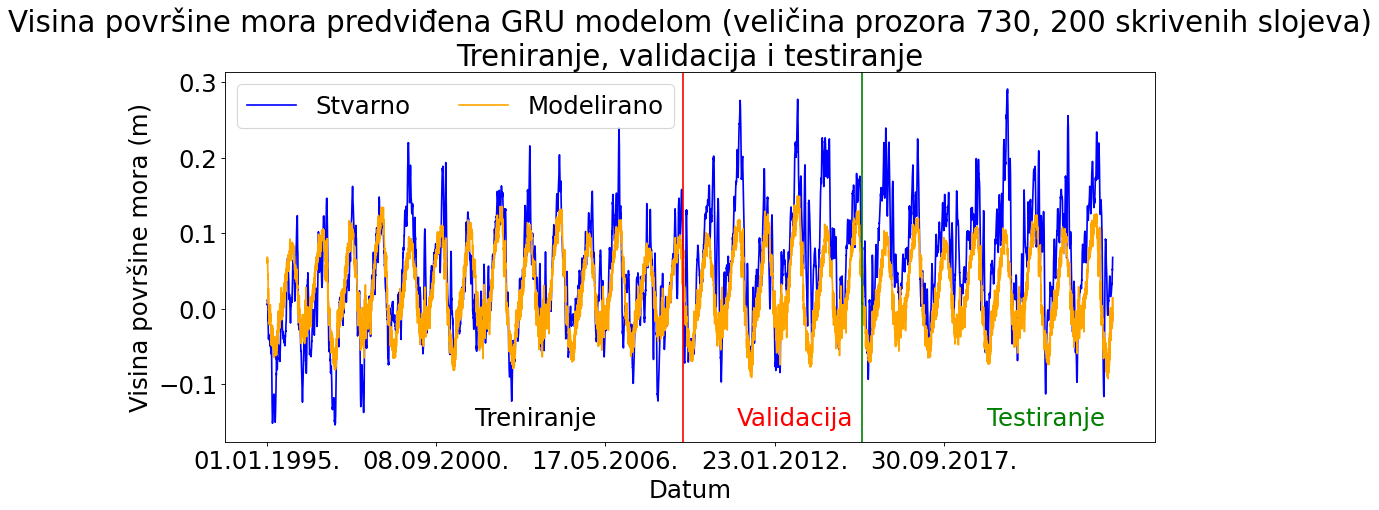 Visina površine mora predviđena GRU modelom (veličina prozora 730, 200 skrivenih slojeva)
Treniranje, validacija i testiranje
Stvarno
Modelirano
Visina površine mora (m)
0.3
0.2
0.1
0.0
−0.1
Treniranje
Validacija
Testiranje
01.01.1995.
08.09.2000.
17.05.2006.
23.01.2012.
30.09.2017.
Datum